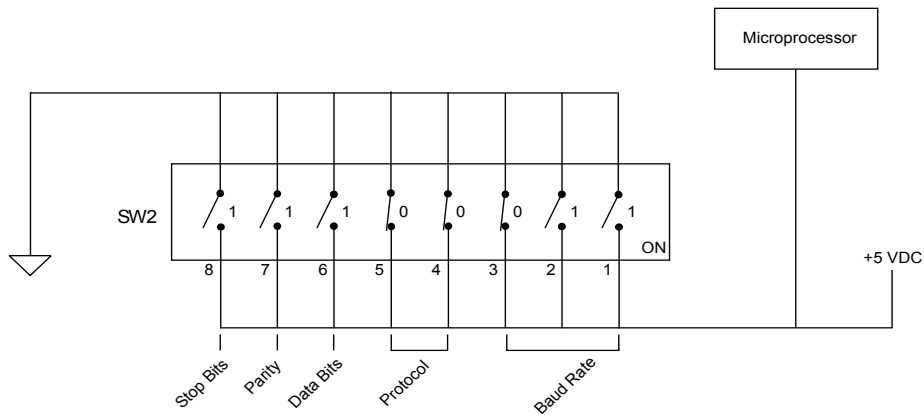 Microprocessor
SW2
1 1 1 0 0 0 1 1
ON
8 7 6 5 4 3 2 1
+5 VDC
Stop Bits
Parity
Data Bits
Protocol
Baud Rate